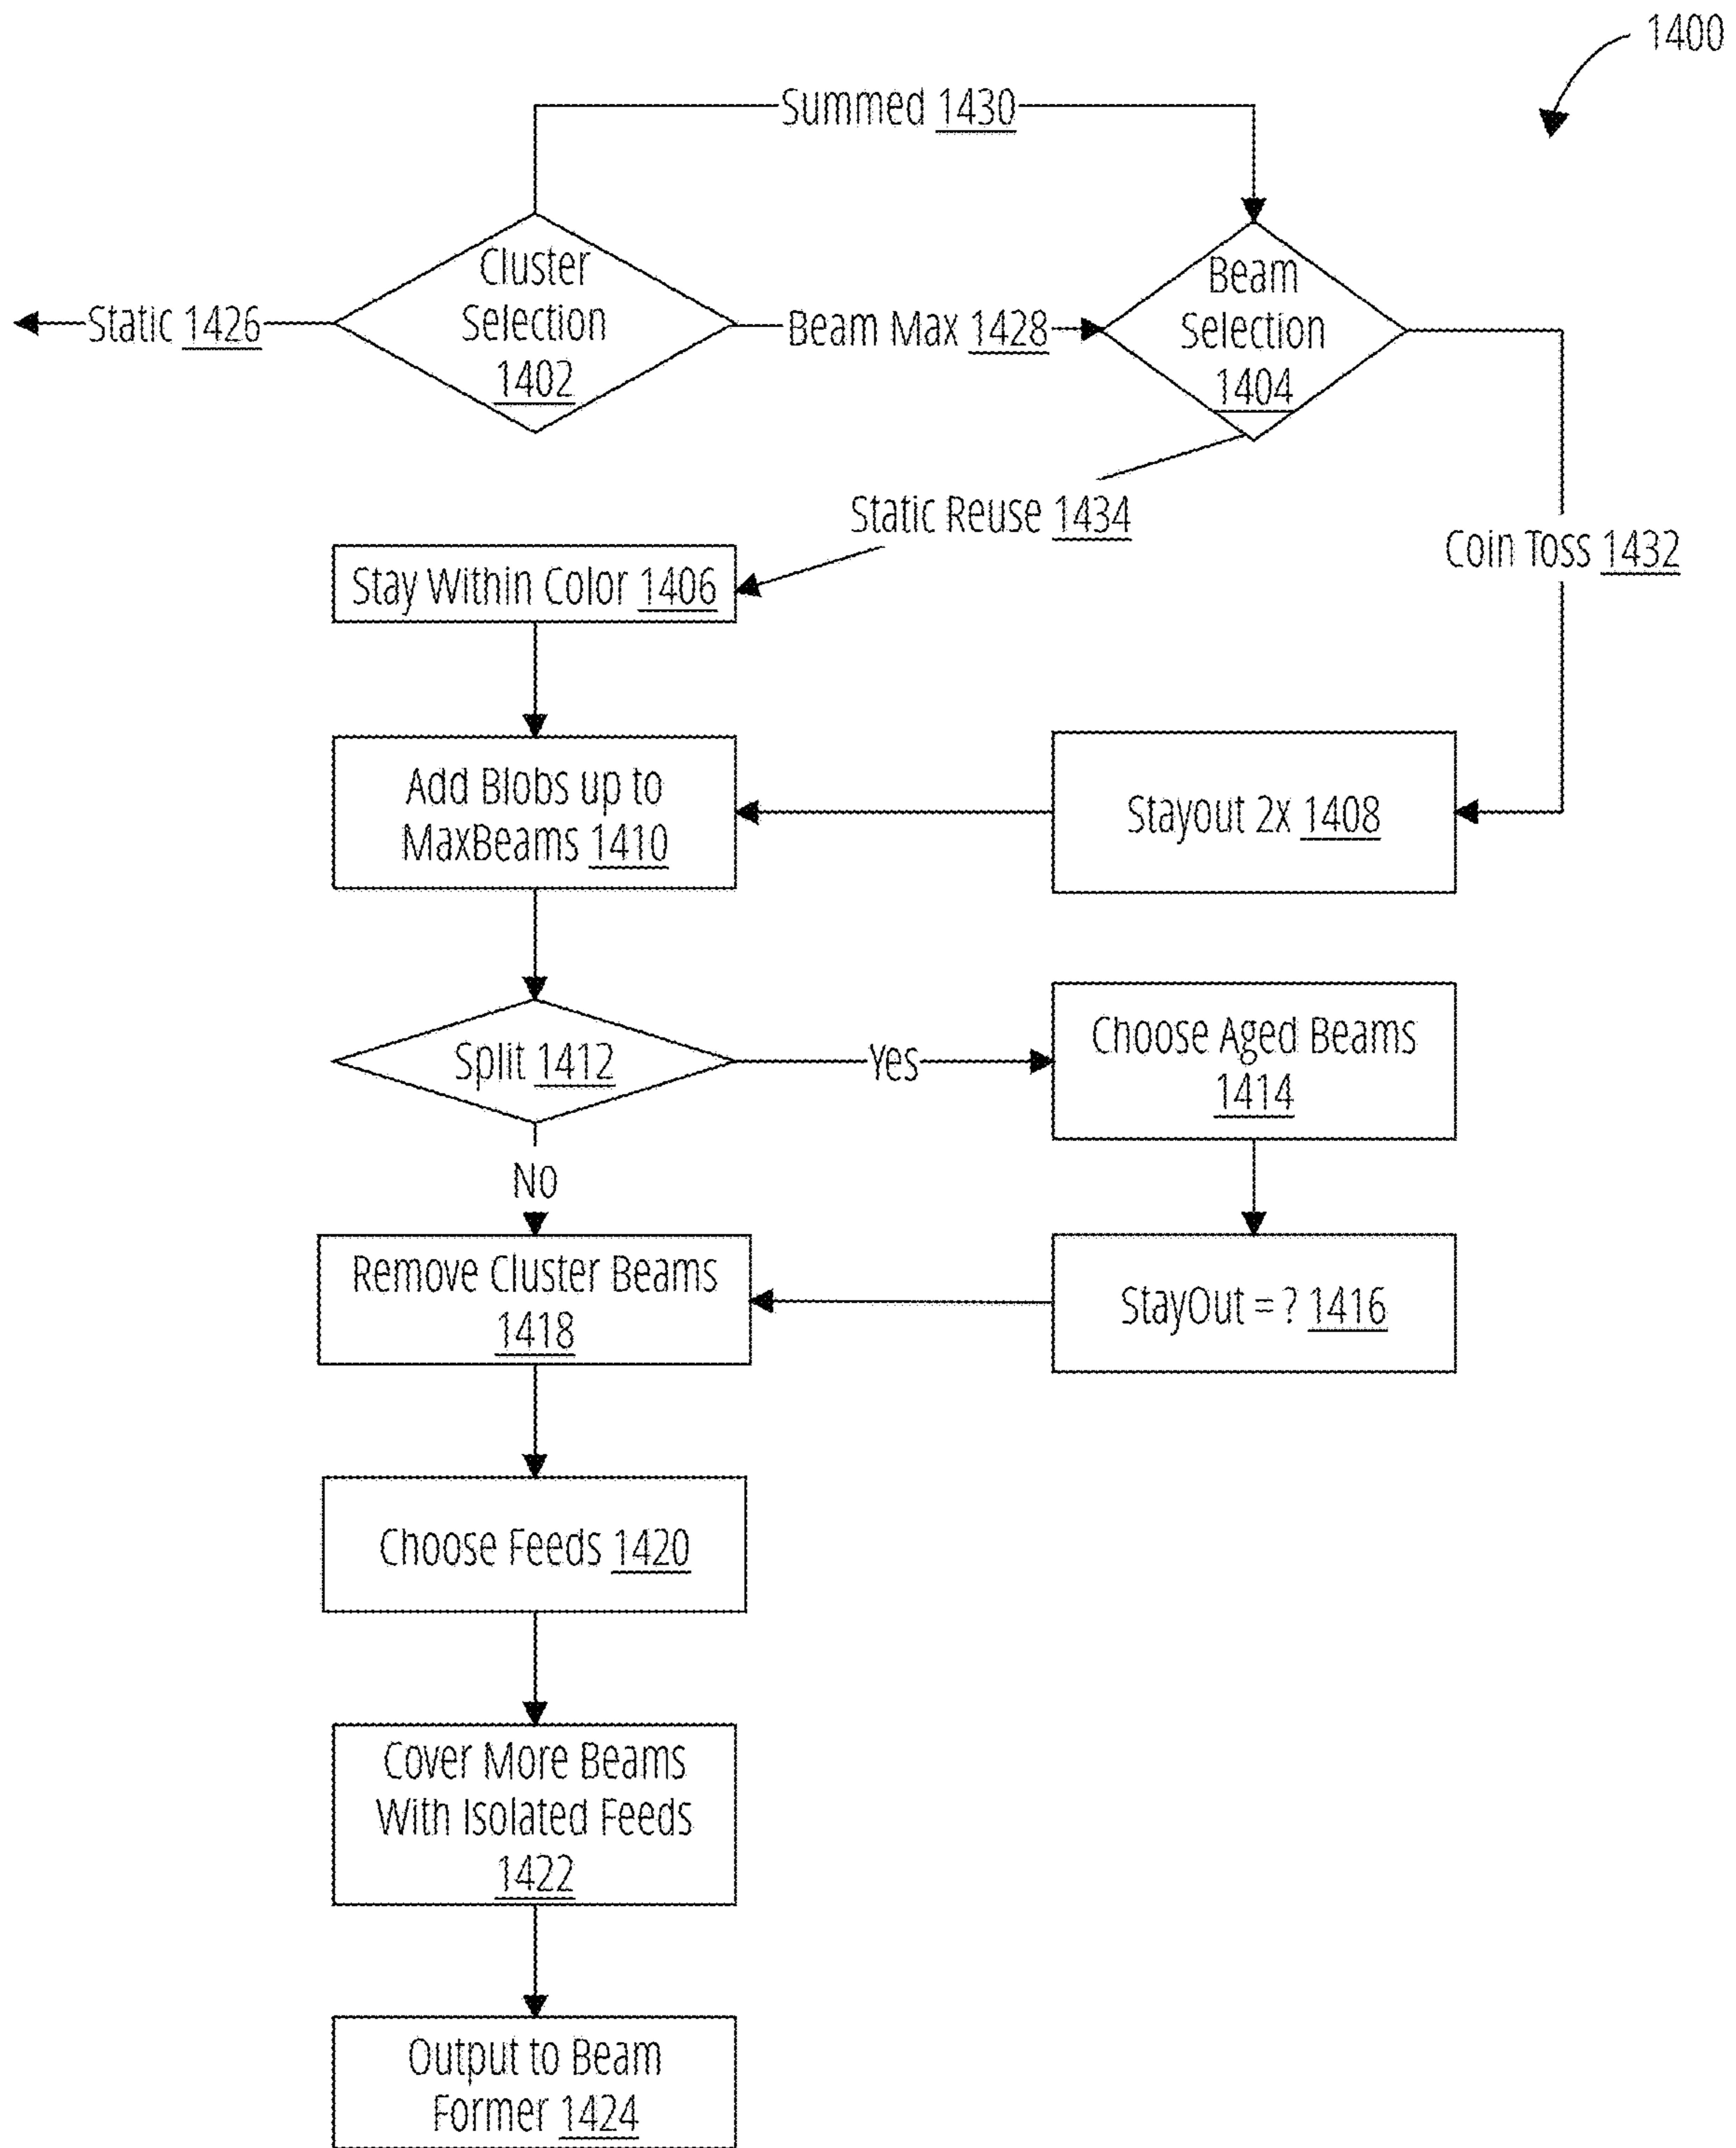 1400
Summed 1430
Cluster
Selection
1402
Static 1426
Beam Max 1428
Beam
Selection
1404
Static Reuse 1434
Coin Toss 1432
Stay Within Color 1406
Add Blobs up to
MaxBeams 1410
Stayout 2x 1408
Split 1412
Yes
Choose Aged Beams
1414
No
Remove Cluster Beams
1418
StayOut = ? 1416
Choose Feeds 1420
Cover More Beams
With Isolated Feeds
1422
Output to Beam
Former 1424